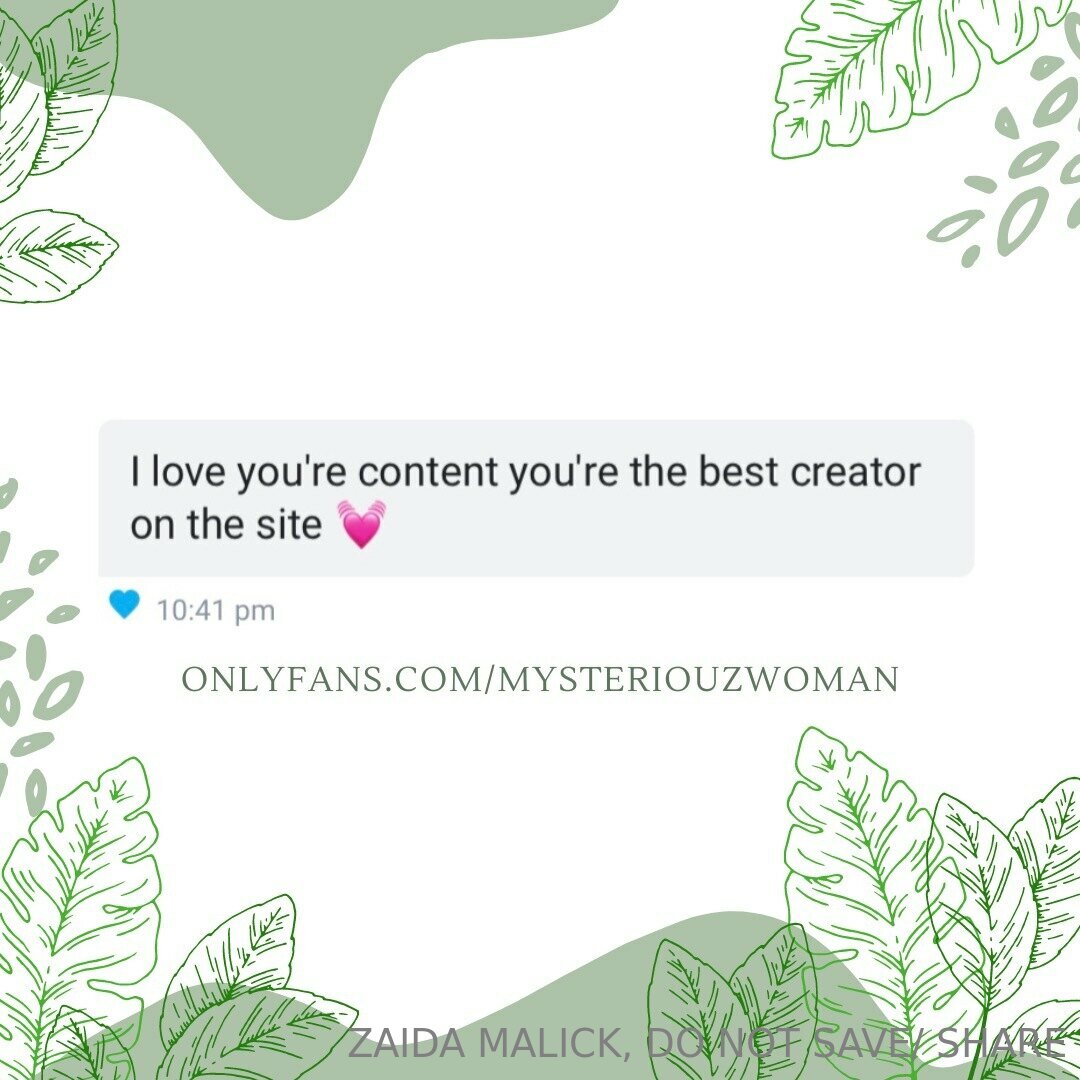 I love you're content you're the best creator
on the site 💓
💙 10:41 pm
ONLYFANS.COM/MYSTERIOUZWOMAN
ZAIDA MALICK, DO NOT SAVE/ SHARE